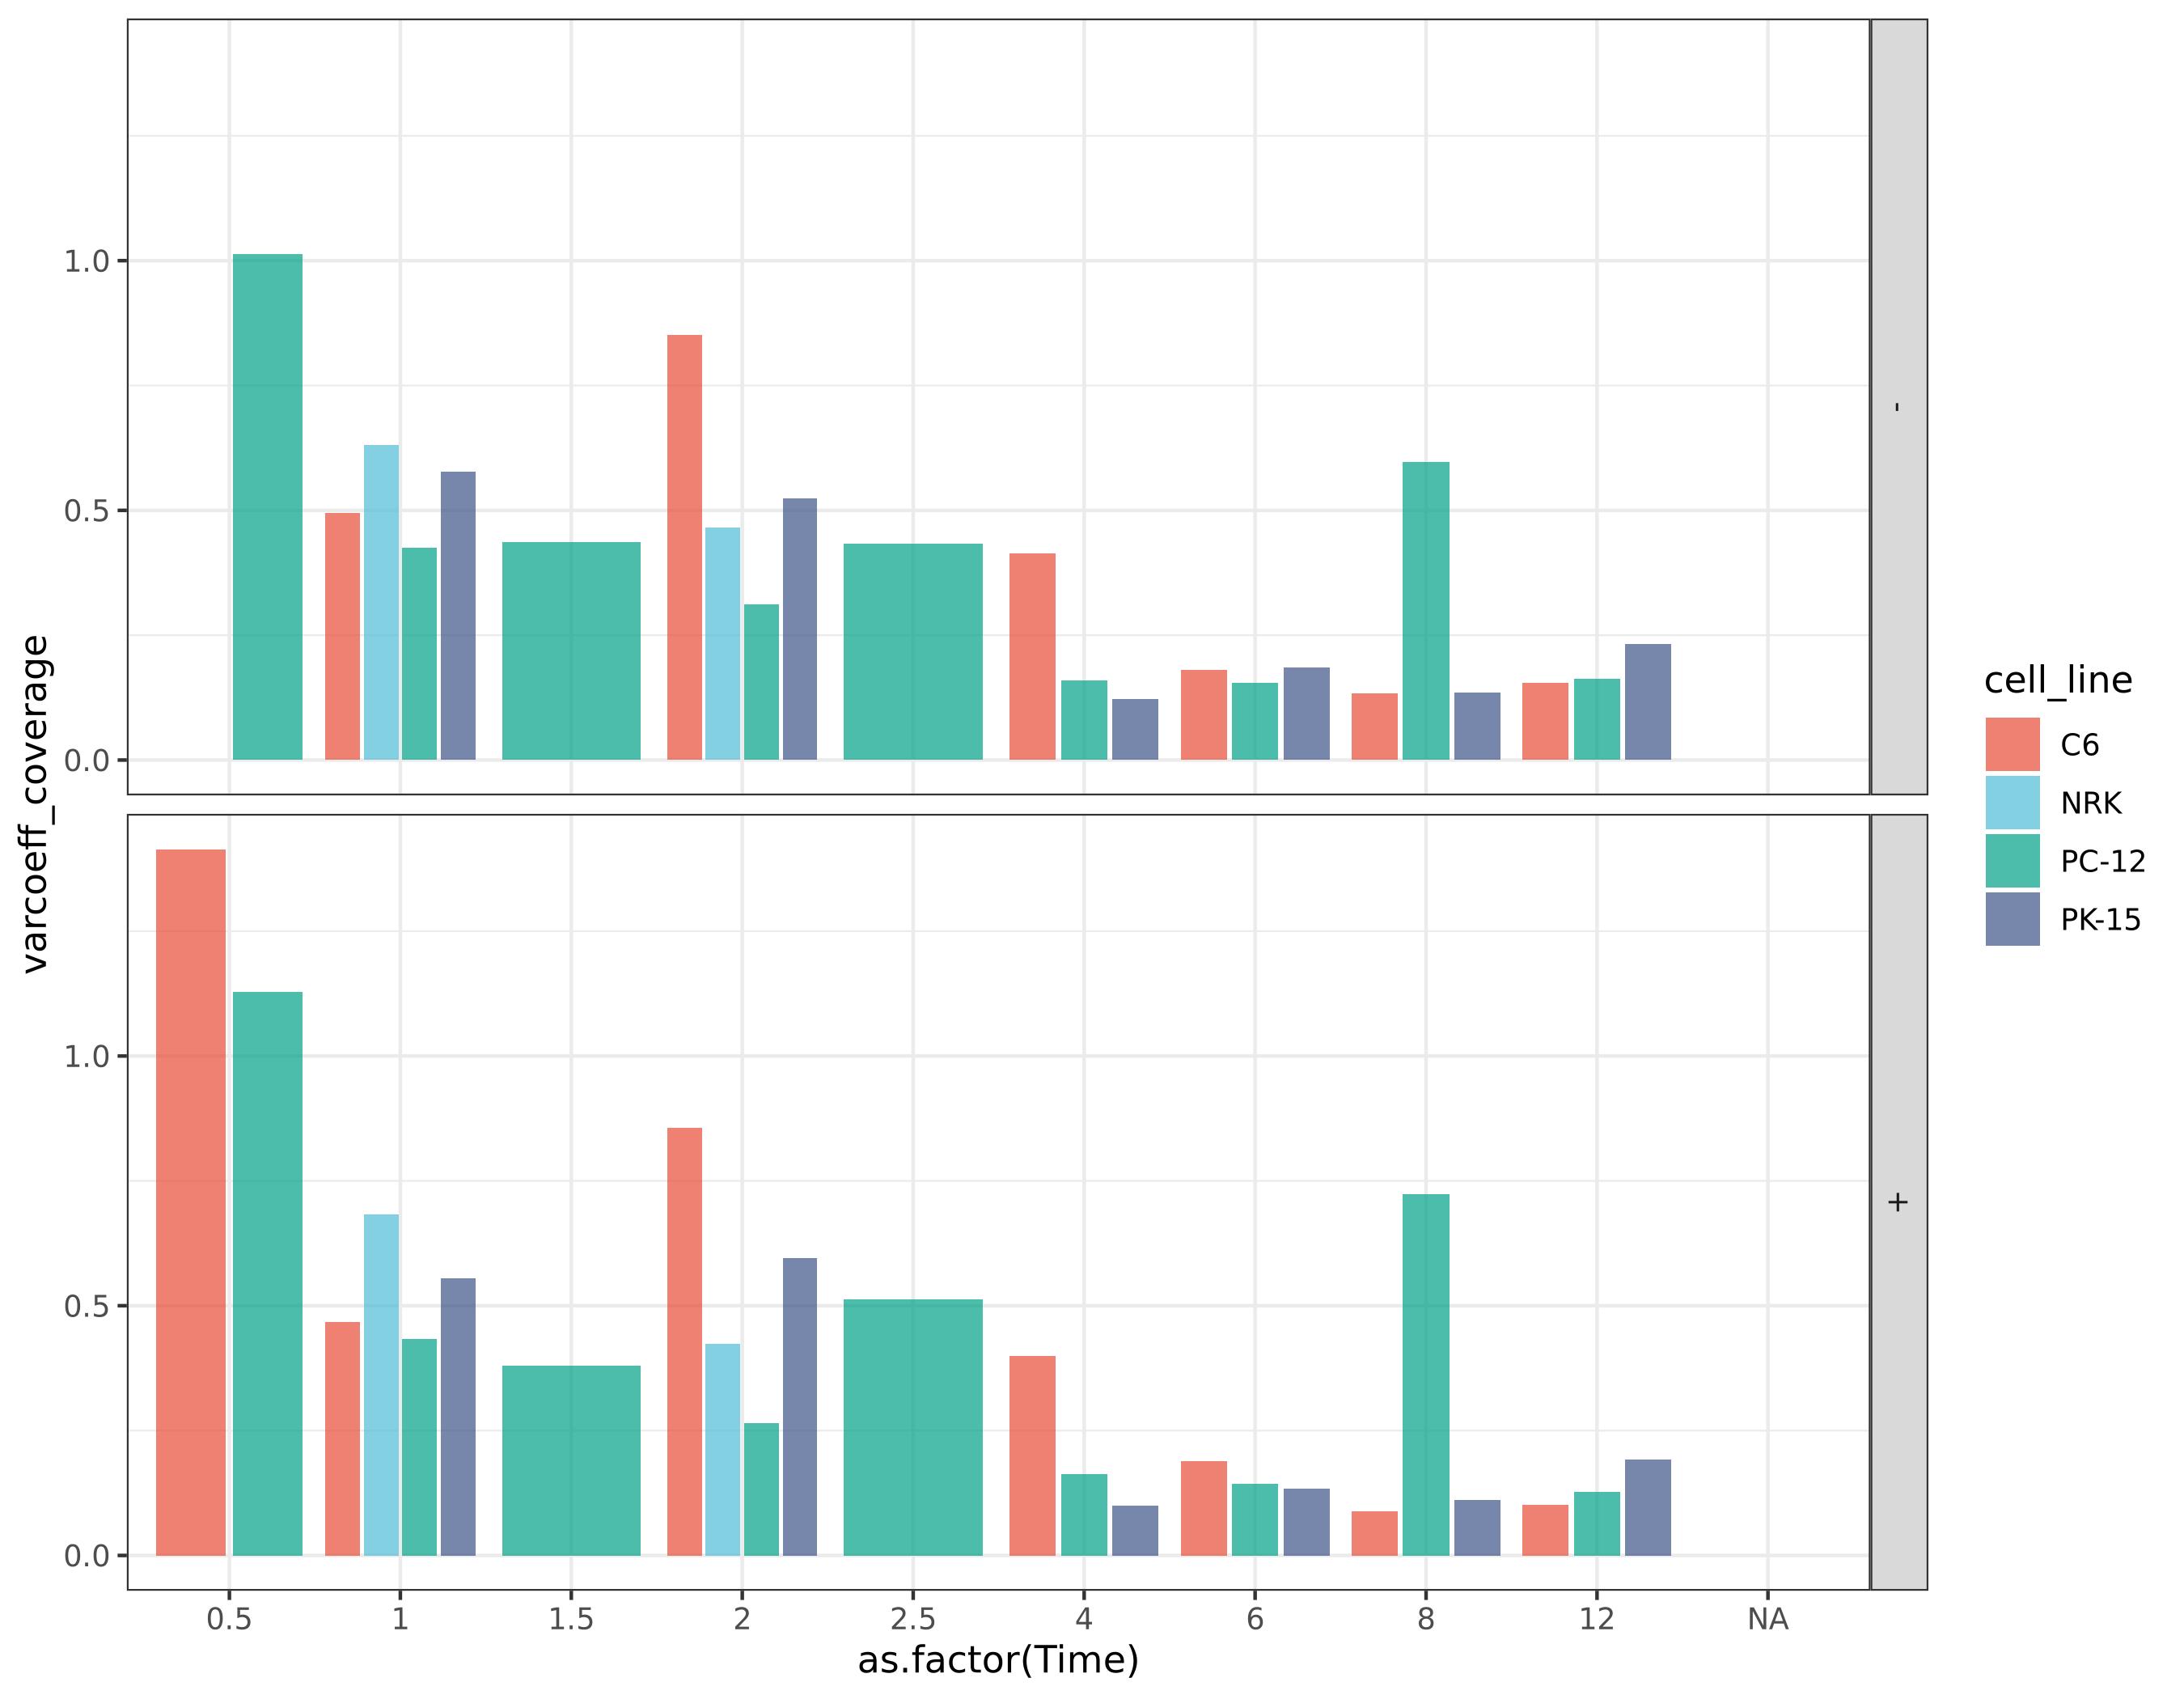 varcoeff_coverage
1.0
0.5
0.0
-
1.0
0.5
0.0
+
0.5 1 1.5 2 2.5 4 6 8 12 NA
as.factor(Time)
cell_line
C6
NRK
PC-12
PK-15